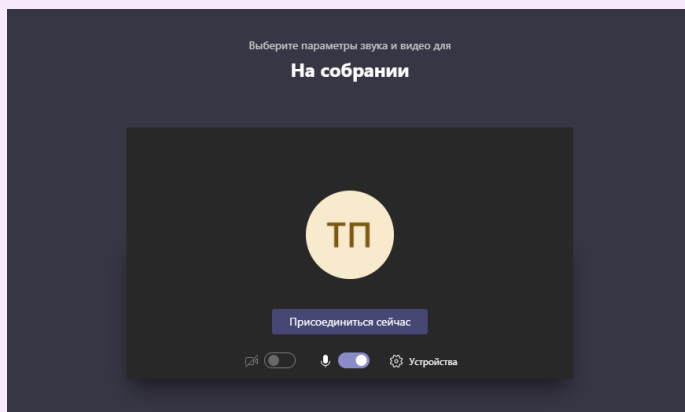 Выберите параметры звука и видео для
На собрании
ТП
Присоединиться сейчас
Устройства